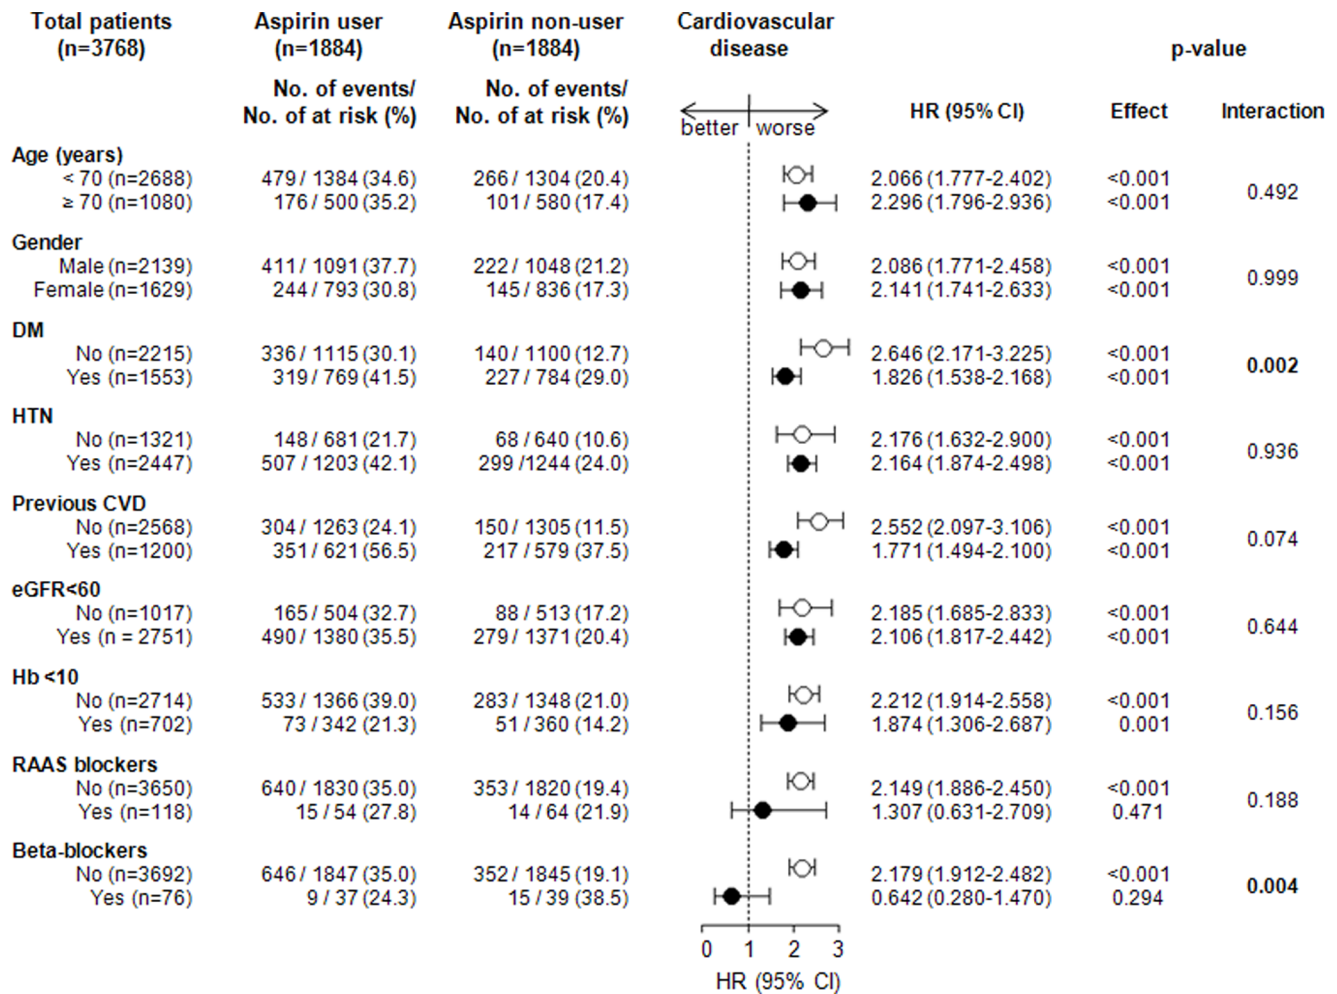 Total patients Aspirin user Aspirin non-user Cardiovascular
(n=3768) (n=1884) (n=1884) disease p-value
No. of events/ No. of events/
No. of at risk (%) No. of at risk (%) HR (95% CI) Effect Interaction
better worse
Age (years)
< 70 (n=2688) 479 / 1384 (34.6) 266 / 1304 (20.4) 2.066 (1.777-2.402) <0.001
0.492
≥ 70 (n=1080) 176 / 500 (35.2) 101 / 580 (17.4) 2.296 (1.796-2.936) <0.001
Gender
Male (n=2139) 411 / 1091 (37.7) 222 / 1048 (21.2) 2.086 (1.771-2.458) <0.001
0.999
Female (n=1629) 244 / 793 (30.8) 145 / 836 (17.3) 2.141 (1.741-2.633) <0.001
DM
No (n=2215) 336 / 1115 (30.1) 140 / 1100 (12.7) 2.646 (2.171-3.225) <0.001
0.002
Yes (n=1553) 319 / 769 (41.5) 227 / 784 (29.0) 1.826 (1.538-2.168) <0.001
HTN
No (n=1321) 148 / 681 (21.7) 68 / 640 (10.6) 2.176 (1.632-2.900) <0.001
0.936
Yes (n=2447) 507 / 1203 (42.1) 299 /1244 (24.0) 2.164 (1.874-2.498) <0.001
Previous CVD
No (n=2568) 304 / 1263 (24.1) 150 / 1305 (11.5) 2.552 (2.097-3.106) <0.001
0.074
Yes (n=1200) 351 / 621 (56.5) 217 / 579 (37.5) 1.771 (1.494-2.100) <0.001
eGFR<60
No (n=1017) 165 / 504 (32.7) 88 / 513 (17.2) 2.185 (1.685-2.833) <0.001
0.644
Yes (n = 2751) 490 / 1380 (35.5) 279 / 1371 (20.4) 2.106 (1.817-2.442) <0.001
Hb <10
No (n=2714) 533 / 1366 (39.0) 283 / 1348 (21.0) 2.212 (1.914-2.558) <0.001
0.156
Yes (n=702) 73 / 342 (21.3) 51 / 360 (14.2) 1.874 (1.306-2.687) 0.001
RAAS blockers
No (n=3650) 640 / 1830 (35.0) 353 / 1820 (19.4) 2.149 (1.886-2.450) <0.001
0.188
Yes (n=118) 15 / 54 (27.8) 14 / 64 (21.9) 1.307 (0.631-2.709) 0.471
Beta-blockers
No (n=3692) 646 / 1847 (35.0) 352 / 1845 (19.1) 2.179 (1.912-2.482) <0.001
0.004
Yes (n=76) 9 / 37 (24.3) 15 / 39 (38.5) 0.642 (0.280-1.470) 0.294
0 1 2 3
HR (95% CI)